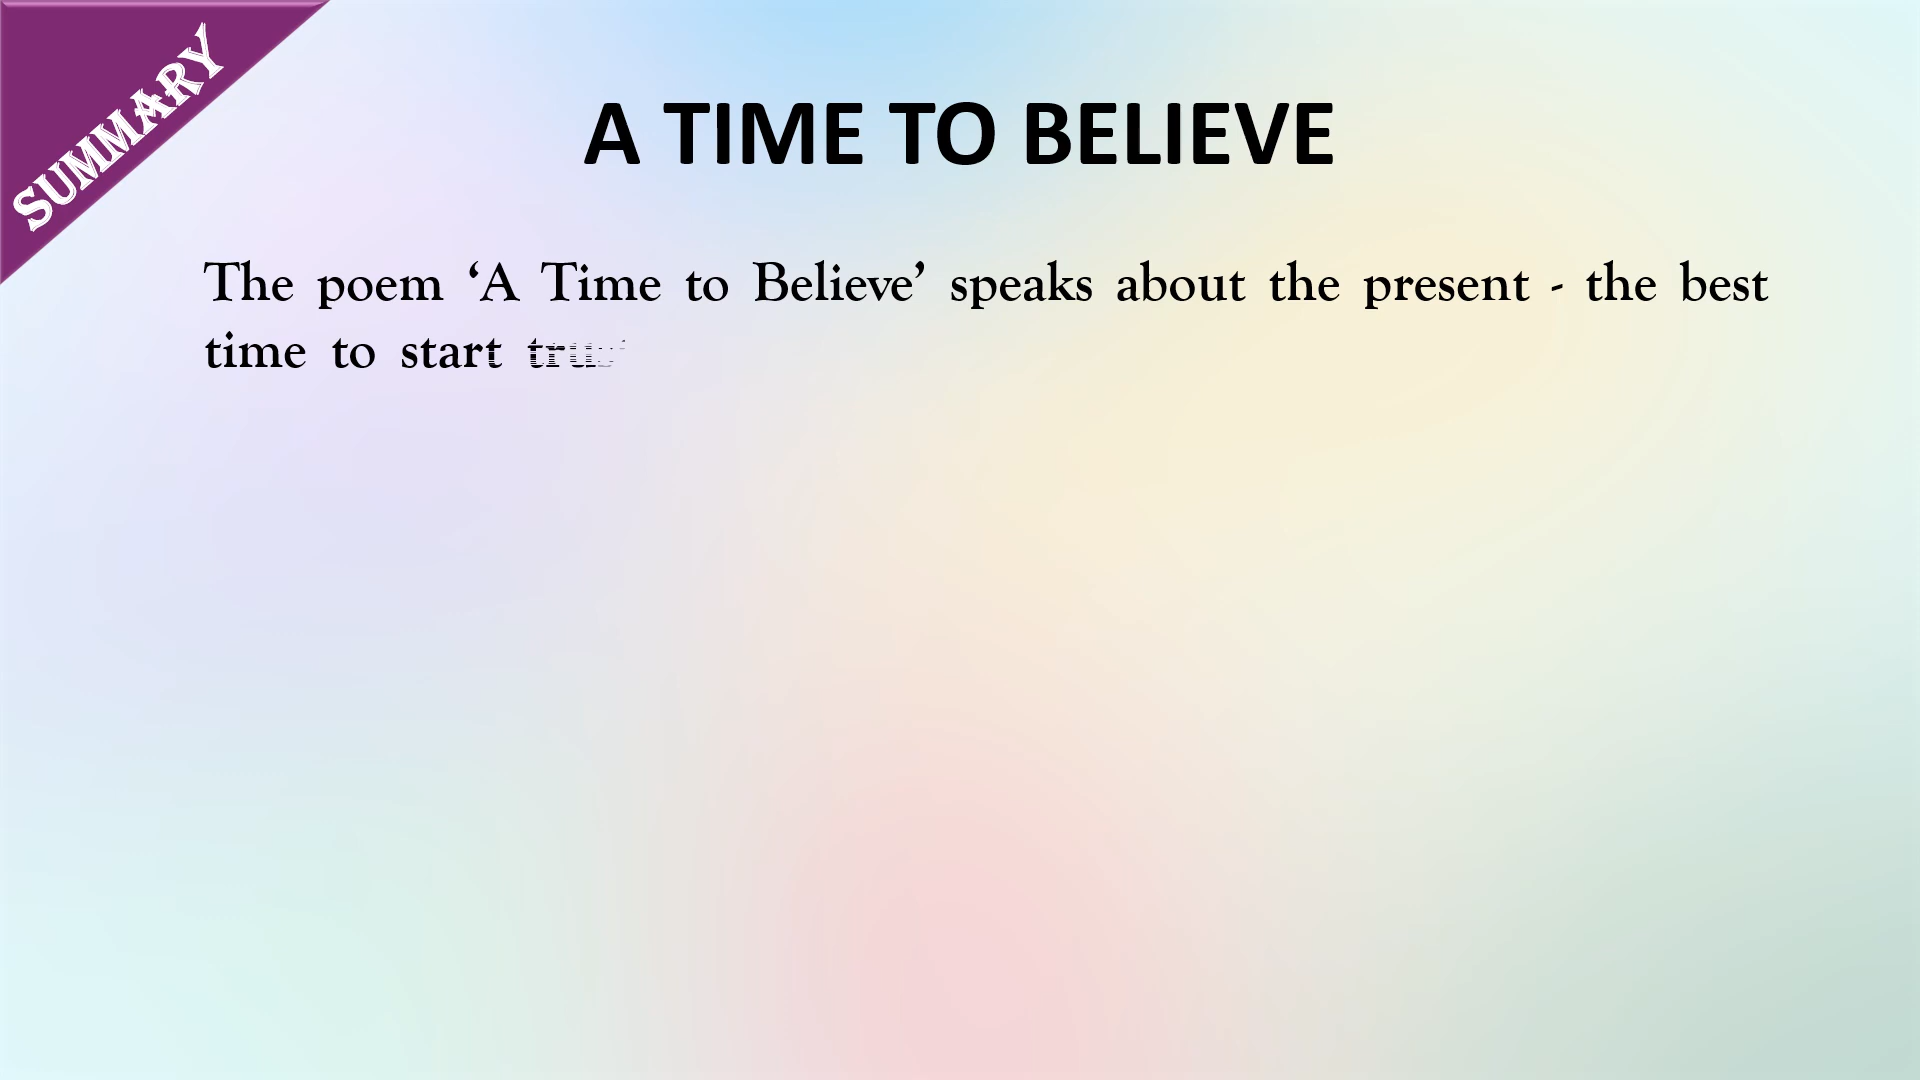 SUMMARY
A TIME TO BELIEVE
The poem ‘A Time to Believe’ speaks about the present - the best
time to start